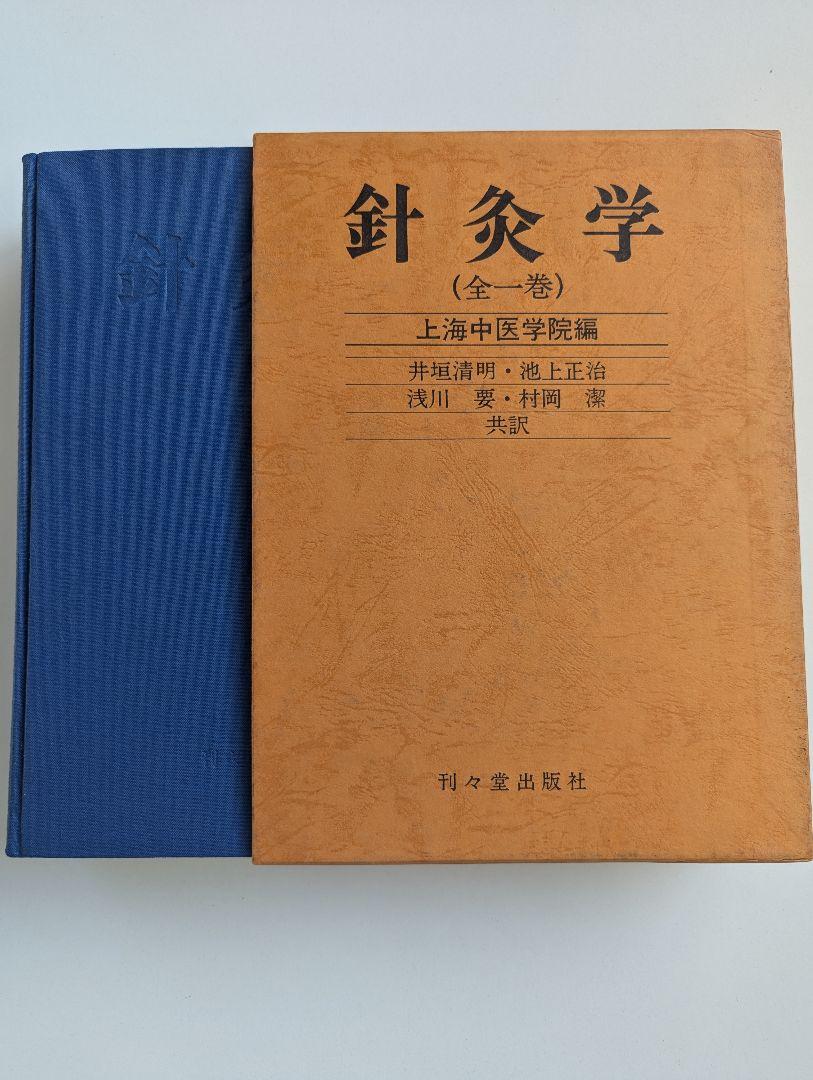 針灸学
(全一巻)
上海中医学院編
井垣清明・池上正治
浅川　要・村岡　潔
共訳
刊々堂出版社
針